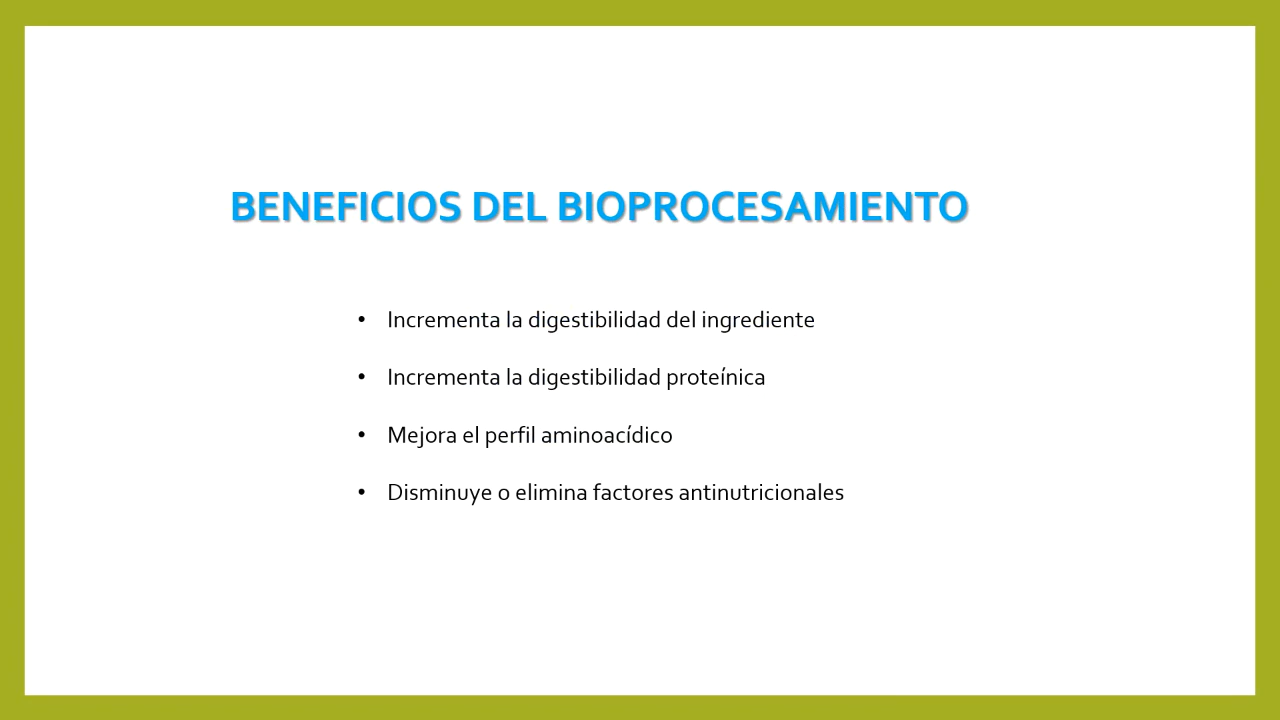 BENEFICIOS DEL BIOPROCESAMIENTO
• Incrementa la digestibilidad del ingrediente
• Incrementa la digestibilidad proteínica
• Mejora el perfil aminoacídico
• Disminuye o elimina factores antinutricionales